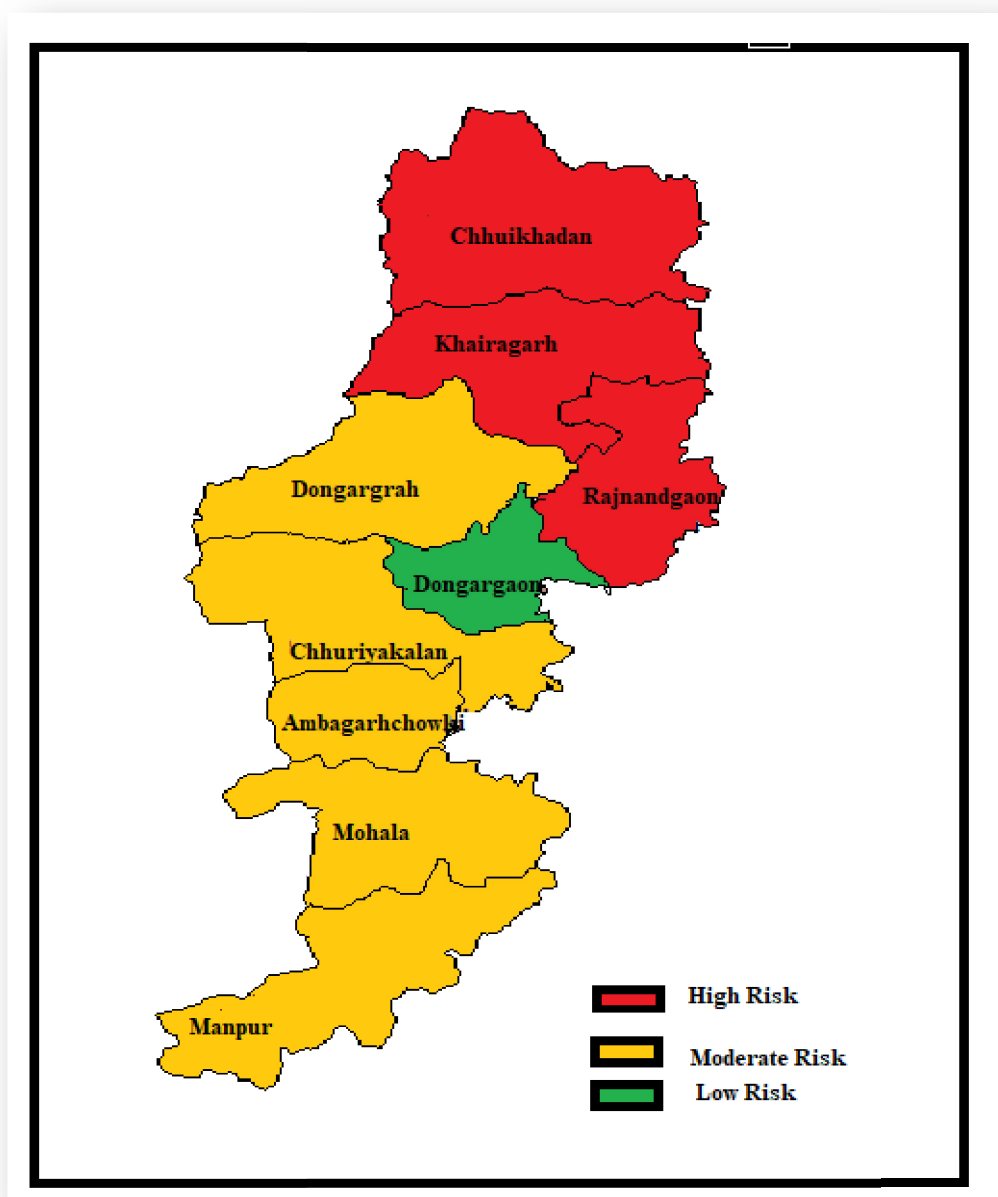 Chhuikhadan
Khairagarh
Dongargrah
Rajnandgaon
Dongargaon
Chhuriyakalan
Ambagarhchowki
Mohala
Manpur
High Risk
Moderate Risk
Low Risk